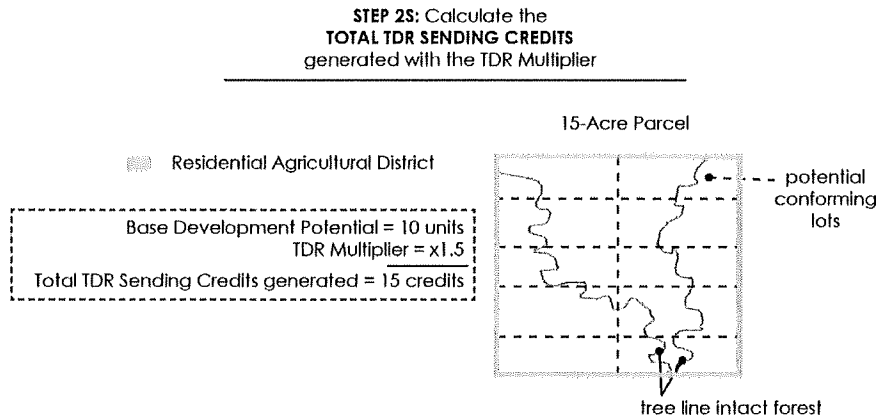 STEP 2S: Calculate the
TOTAL TDR SENDING CREDITS
generated with the TDR Multiplier
15-Acre Parcel
Residential Agricultural District
potential
conforming
lots
Base Development Potential = 10 units
TDR Multiplier = x1.5
Total TDR Sending Credits generated = 15 credits
tree line intact forest